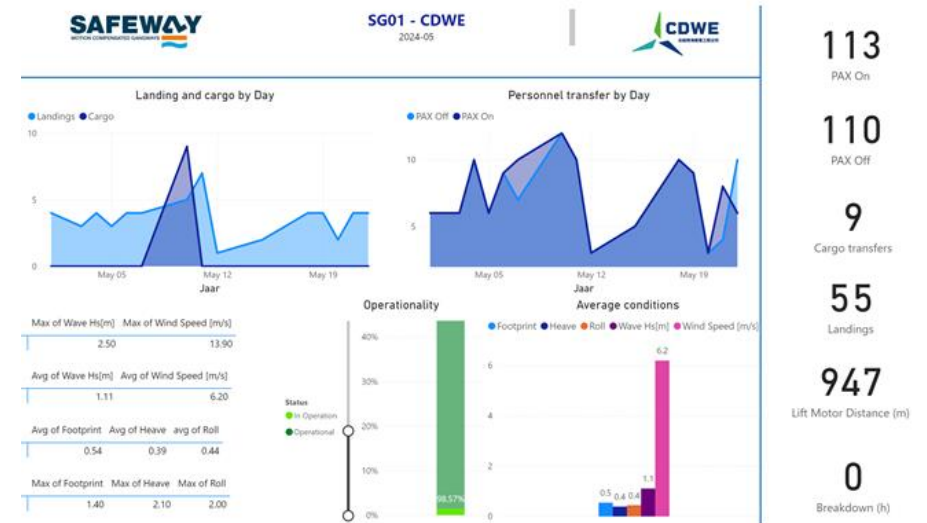 SAFEWAY
MOTION COMPENSATED GANGWAYS
SG01 - CDWE
2024-05
CDWE
113
PAX On
110
PAX Off
9
Cargo transfers
55
Landings
947
Lift Motor Distance (m)
0
Breakdown (h)
Landing and cargo by Day
Landings Cargo
10
5
0
May 05 May 12 May 19
Jaar
Personnel transfer by Day
PAX Off PAX On
10
5
May 05 May 12 May 19
Jaar
Max of Wave Hs[m] Max of Wind Speed [m/s]
2.50 13.90
Avg of Wave Hs[m] Avg of Wind Speed [m/s]
1.11 6.20
Avg of Footprint Avg of Heave avg of Roll
0.54 0.39 0.44
Max of Footprint Max of Heave Max of Roll
1.40 2.10 2.00
Operationality
Status
In Operation
Operational
40%
30%
20%
10%
0%
98.57%
Average conditions
Footprint Heave Roll Wave Hs[m] Wind Speed [m/s]
6
4
2
0
0.5 0.4 0.4 1.1 6.2